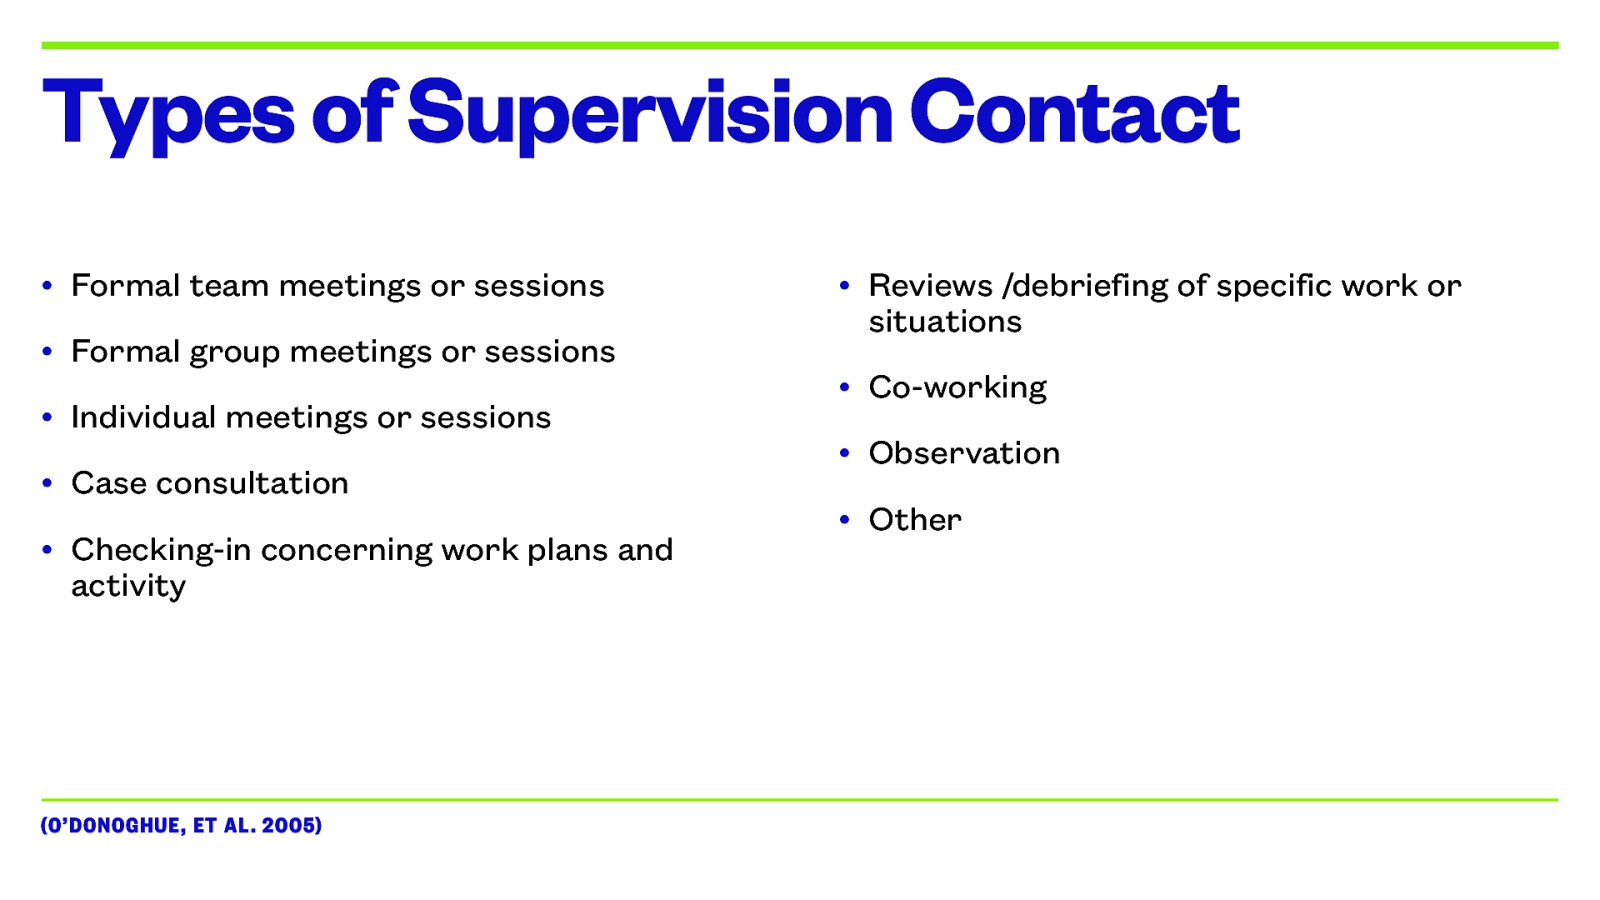 Types of Supervision Contact
• Formal team meetings or sessions
• Formal group meetings or sessions
• Individual meetings or sessions
• Case consultation
• Checking-in concerning work plans and
activity
• Reviews /debriefing of specific work or
situations
• Co-working
• Observation
• Other
(O’DONOGHUE, ET AL. 2005)